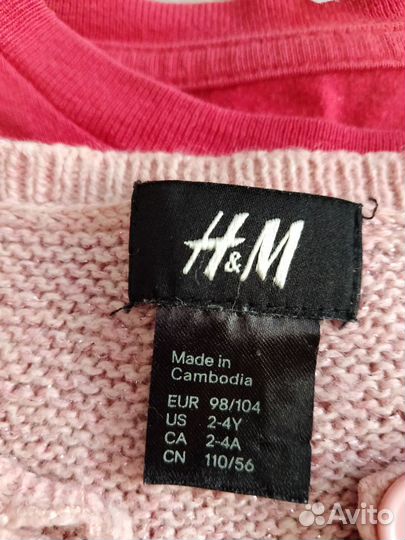 H&M
Made in
Cambodia
EUR 98/104
US 2-4Y
CA 2-4A
CN 110/56
Avito